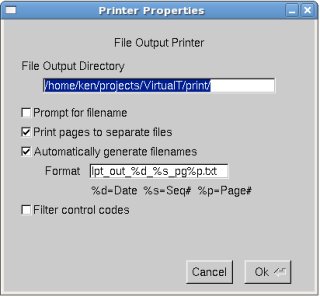 Printer Properties
File Output Printer
File Output Directory
/home/ken/projects/VirtualT/print/
Prompt for filename
Print pages to separate files
Automatically generate filenames
Format lpt_out_%d_%s_pg%p.txt
%d=Date %s=Seq# %p=Page#
Filter control codes
Cancel Ok